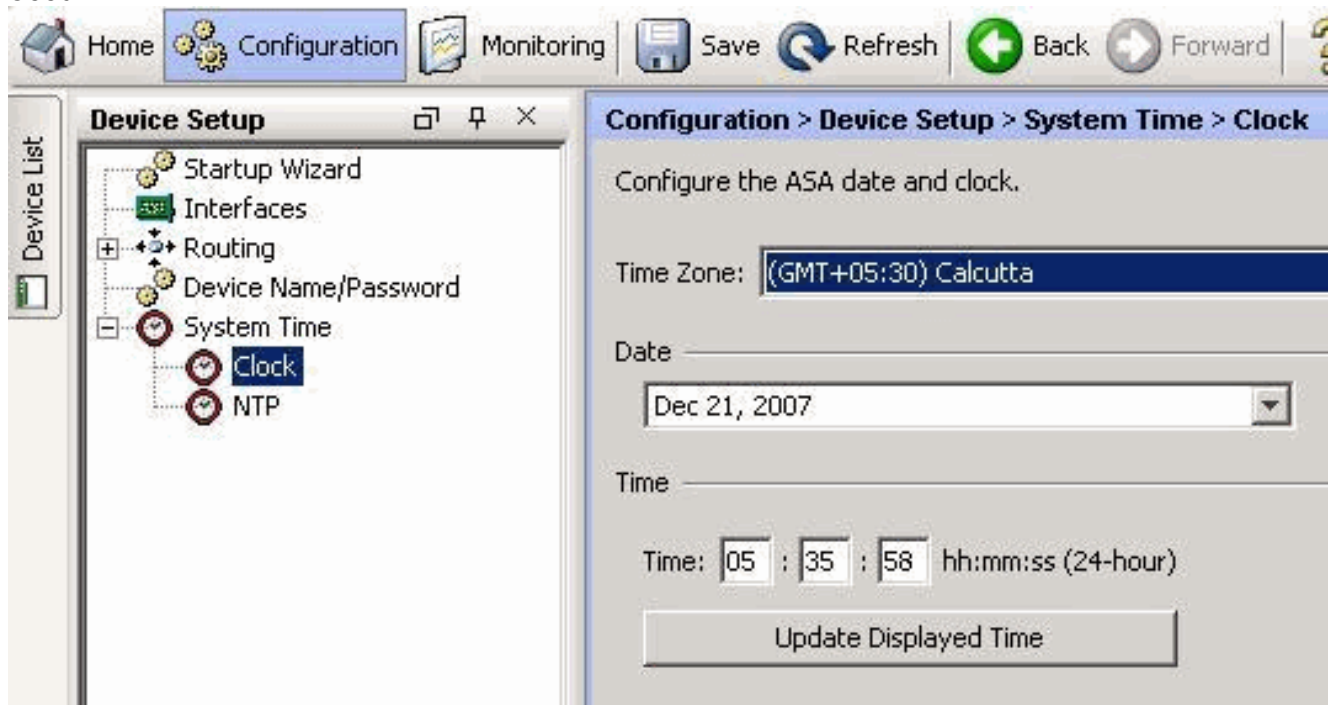 Home Configuration Monitoring Save Refresh Back Forward
Device List
Device Setup
Startup Wizard
Interfaces
Routing
Device Name/Password
System Time
Clock
NTP
Configuration > Device Setup > System Time > Clock
Configure the ASA date and clock.
Time Zone: (GMT+05:30) Calcutta
Date
Dec 21, 2007
Time
Time: 05 : 35 : 58 hh:mm:ss (24-hour)
Update Displayed Time